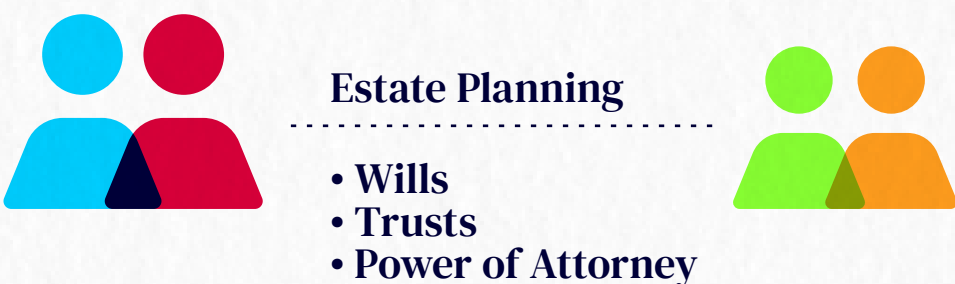 Estate Planning
• Wills
• Trusts
• Power of Attorney